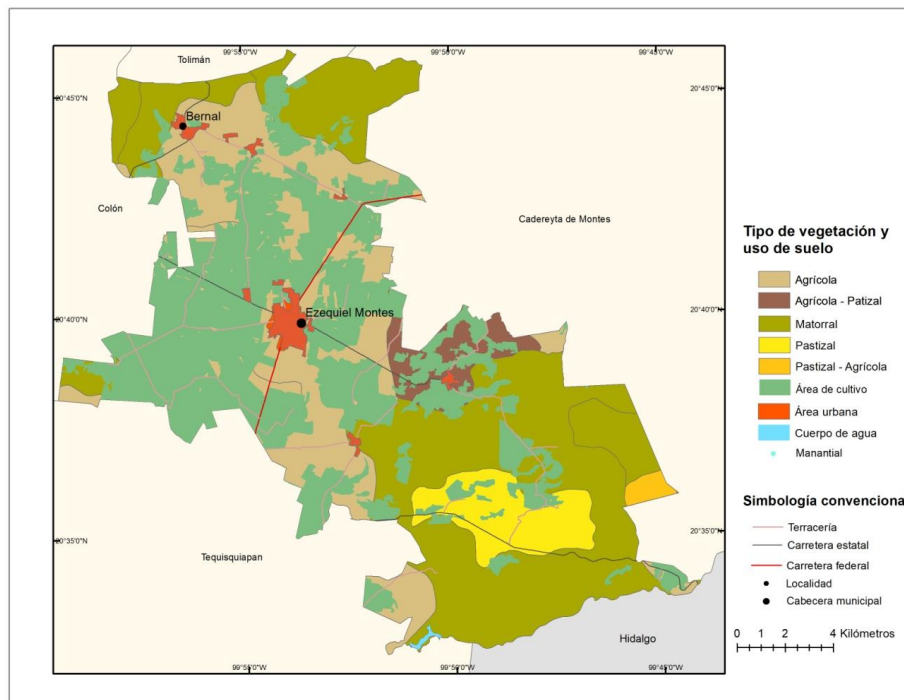 99°55'0"W
99°50'0"W
99°45'0"W
Tolimán
20°45'0"N
20°45'0"N
Bernal
Colón
Cadereyta de Montes
20°40'0"N
20°40'0"N
Ezequiel Montes
20°35'0"N
20°35'0"N
Tequisquiapan
Hidalgo
99°55'0"W
99°50'0"W
99°45'0"W
Tipo de vegetación y
uso de suelo
Agrícola
Agrícola - Patizal
Matorral
Pastizal
Pastizal - Agrícola
Área de cultivo
Área urbana
Cuerpo de agua
Manantial
Simbología convenciona
Terracería
Carretera estatal
Carretera federal
Localidad
Cabecera municipal
0 1 2 4 Kilómetros